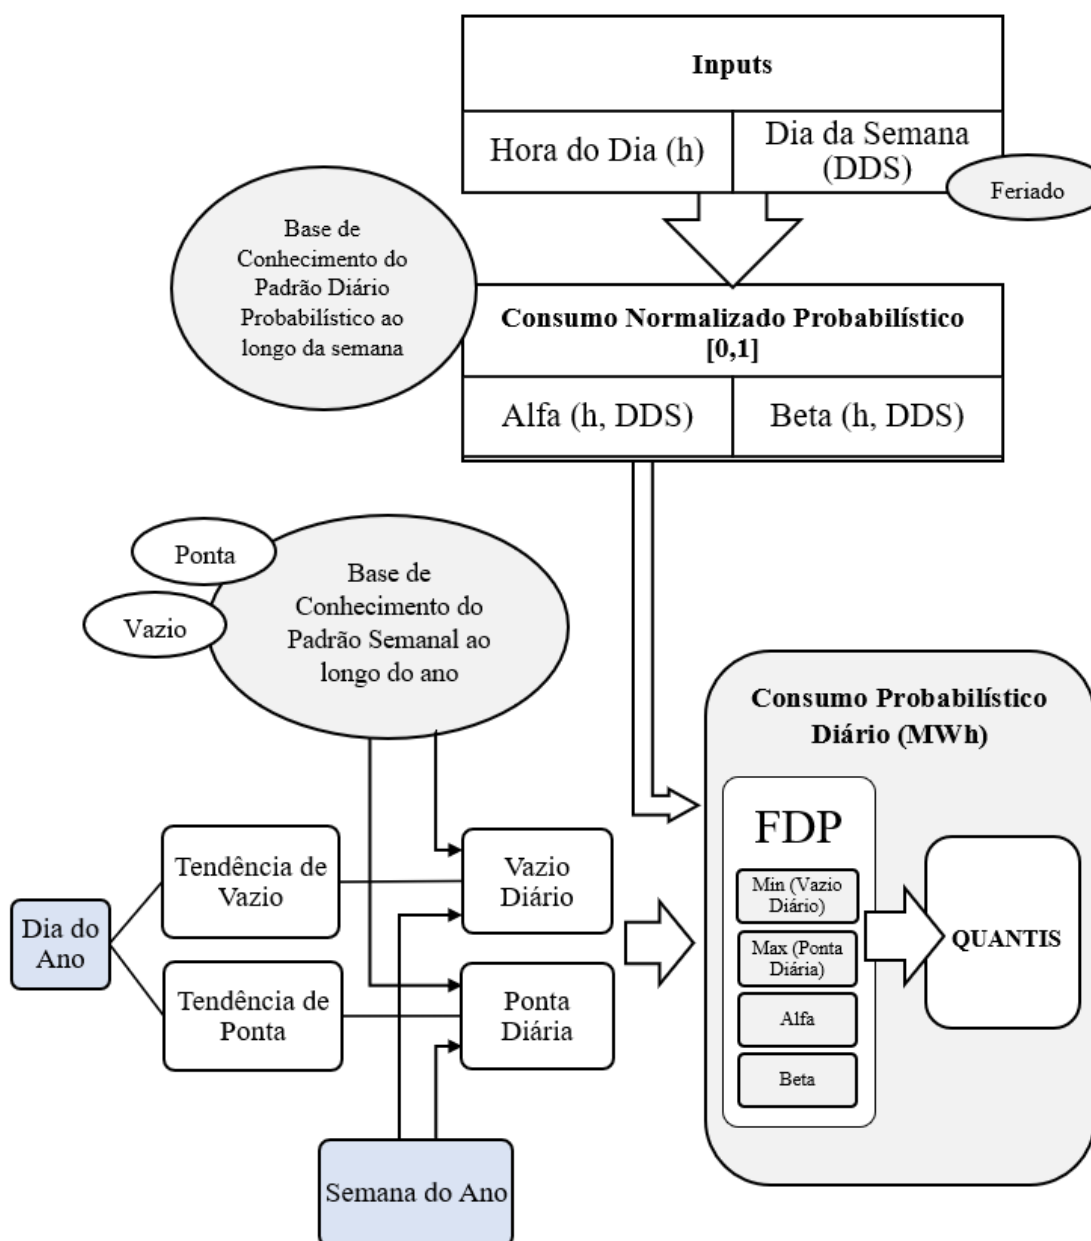 Inputs
Hora do Dia (h)
Dia da Semana
(DDS)
Feriado
Base de
Conhecimento do
Padrão Diário
Probabilístico ao
longo da semana
Consumo Normalizado Probabilístico
[0,1]
Alfa (h, DDS)
Beta (h, DDS)
Ponta
Vazio
Base de
Conhecimento do
Padrão Semanal ao
longo do ano
Consumo Probabilístico
Diário (MWh)
FDP
Min (Vazio
Diário)
Max (Ponta
Diária)
Alfa
Beta
QUANTIS
Tendência de
Vazio
Vazio
Diário
Dia do
Ano
Tendência de
Ponta
Ponta
Diária
Semana do Ano